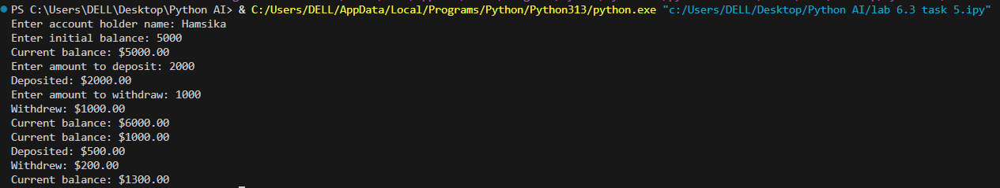 PS C:\Users\DELL\Desktop\Python AI> & C:/Users/DELL/AppData/Local/Programs/Python/Python313/python.exe "c:/Users/DELL/Desktop/Python AI/lab 6.3 task 5.ipy"
Enter account holder name: Hamsika
Enter initial balance: 5000
Current balance: $5000.00
Enter amount to deposit: 2000
Deposited: $2000.00
Enter amount to withdraw: 1000
Withdrew: $1000.00
Current balance: $6000.00
Current balance: $1000.00
Deposited: $500.00
Withdrew: $200.00
Current balance: $1300.00